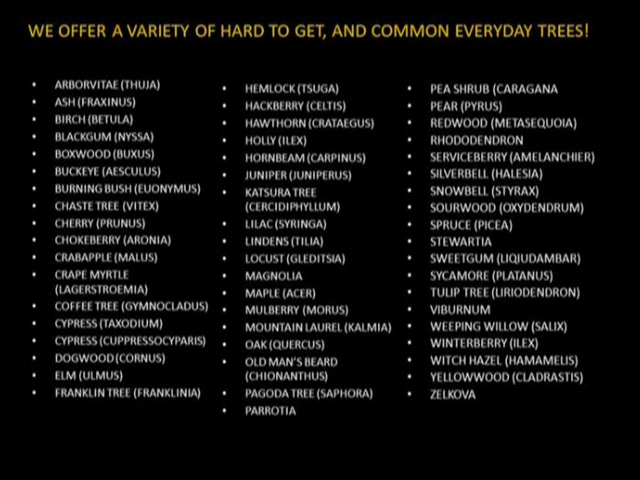 WE OFFER A VARIETY OF HARD TO GET, AND COMMON EVERYDAY TREES!
• ARBORVITAE (THUJA)
• ASH (FRAXINUS)
• BIRCH (BETULA)
• BLACKGUM (NYSSA)
• BOXWOOD (BUXUS)
• BUCKEYE (AESCULUS)
• BURNING BUSH (EUONYMUS)
• CHASTE TREE (VITEX)
• CHERRY (PRUNUS)
• CHOKEBERRY (ARONIA)
• CRABAPPLE (MALUS)
• CRAPE MYRTLE
(LAGERSTROEMIA)
• COFFEE TREE (GYMNOCLADUS)
• CYPRESS (TAXODIUM)
• CYPRESS (CUPPRESSOCYPARIS)
• DOGWOOD (CORNUS)
• ELM (ULMUS)
• FRANKLIN TREE (FRANKLINIA)
• HEMLOCK (TSUGA)
• HACKBERRY (CELTIS)
• HAWTHORN (CRATAEGUS)
• HOLLY (ILEX)
• HORNBEAM (CARPINUS)
• JUNIPER (JUNIPERUS)
• KATSURA TREE
(CERCIDIPHYLLUM)
• LILAC (SYRINGA)
• LINDENS (TILIA)
• LOCUST (GLEDITSIA)
• MAGNOLIA
• MAPLE (ACER)
• MULBERRY (MORUS)
• MOUNTAIN LAUREL (KALMIA)
• OAK (QUERCUS)
• OLD MAN'S BEARD
(CHIONANTHUS)
• PAGODA TREE (SAPHORA)
• PARROTIA
• PEA SHRUB (CARAGANA
• PEAR (PYRUS)
• REDWOOD (METASEQUOIA)
• RHODODENDRON
• SERVICEBERRY (AMELANCHIER)
• SILVERBELL (HALESIA)
• SNOWBELL (STYRAX)
• SOURWOOD (OXYDENDRUM)
• SPRUCE (PICEA)
• STEWARTIA
• SWEETGUM (LIQIUDAMBAR)
• SYCAMORE (PLATANUS)
• TULIP TREE (LIRIODENDRON)
• VIBURNUM
• WEEPING WILLOW (SALIX)
• WINTERBERRY (ILEX)
• WITCH HAZEL (HAMAMELIS)
• YELLOWWOOD (CLADRASTIS)
• ZELKOVA